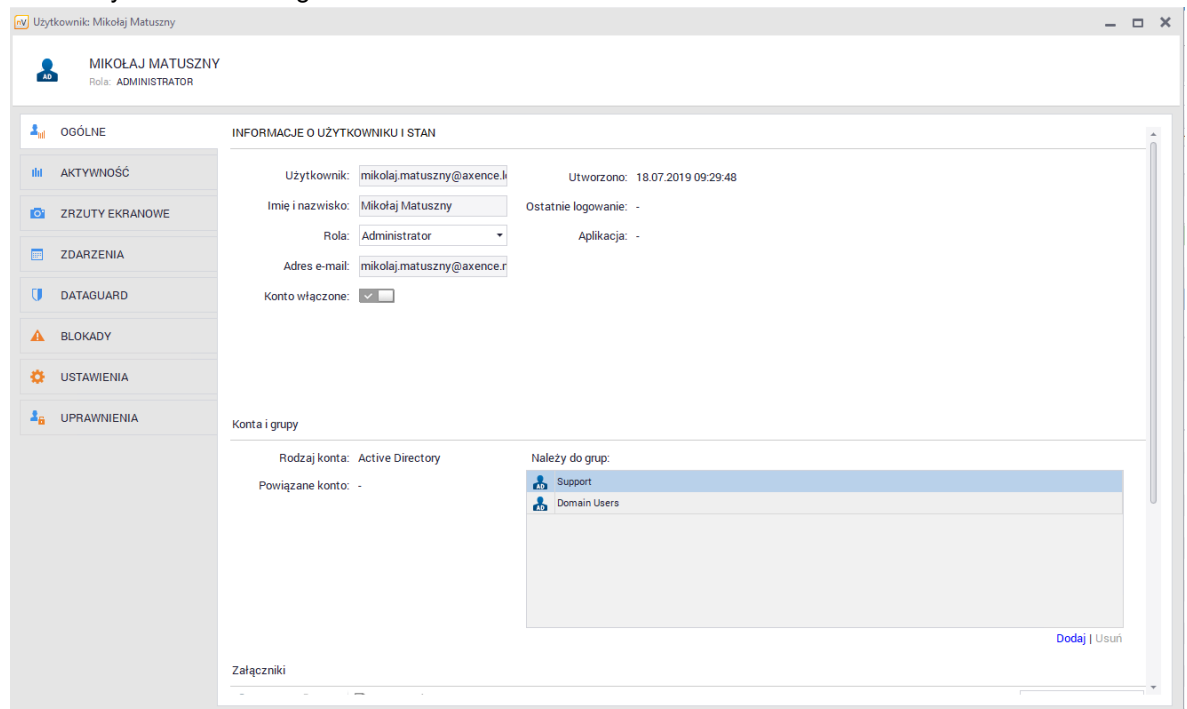 nV Użytkownik: Mikołaj Matuszny
AD
MIKOŁAJ MATUSZNY
Rola: ADMINISTRATOR
OGÓLNE
AKTYWNOŚĆ
ZRZUTY EKRANOWE
ZDARZENIA
DATAGUARD
BLOKADY
USTAWIENIA
UPRAWNIENIA
INFORMACJE O UŻYTKOWNIKU I STAN
Użytkownik: mikolaj.matuszny@axence.l
Utworzono: 18.07.2019 09:29:48
Imię i nazwisko: Mikołaj Matuszny
Ostatnie logowanie: -
Rola: Administrator
Aplikacja: -
Adres e-mail: mikolaj.matuszny@axence.r
Konto włączone:
Konta i grupy
Rodzaj konta: Active Directory
Powiązane konto: -
Należy do grup:
AD Support
AD Domain Users
Dodaj | Usuń
Załączniki